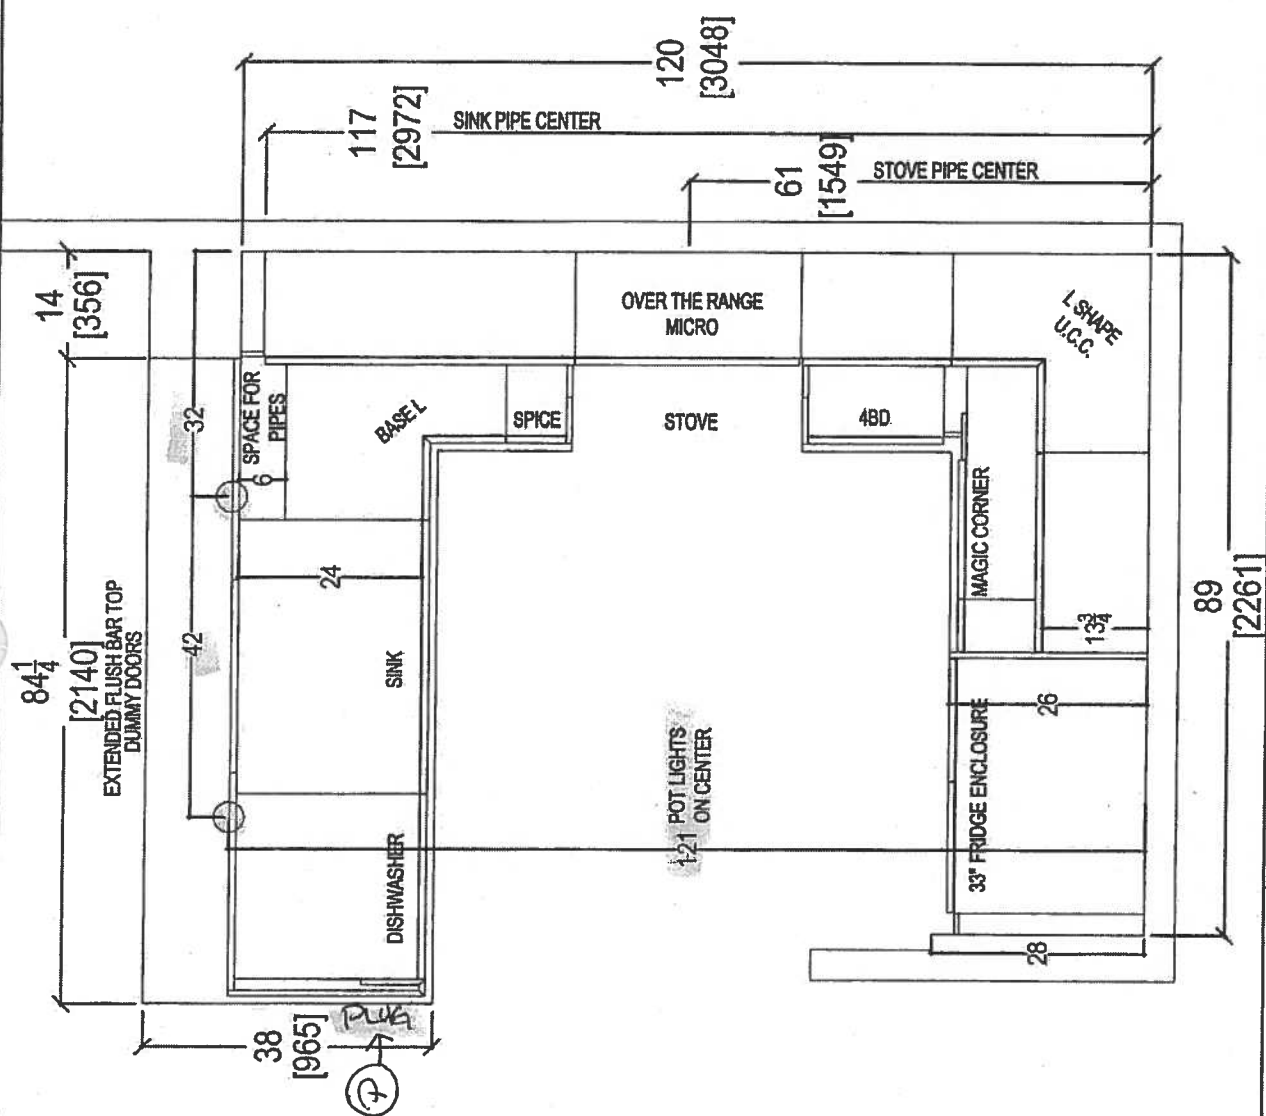 120
[3048]
117
[2972]
SINK PIPE CENTER
61
[1549]
STOVE PIPE CENTER
14
[356]
OVER THE RANGE
MICRO
L SHAPE
U.C.C.
32
SPACE FOR
PIPES
6
BASE L
SPICE
STOVE
4BD
MAGIC CORNER
84 1/4
[2140]
EXTENDED FLUSH BAR TOP
DUMMY DOORS
42
24
SINK
13 3/4
89
[2261]
26
33" FRIDGE ENCLOSURE
121
POT LIGHTS
ON CENTER
DISHWASHER
28
38
[965]
PLUG